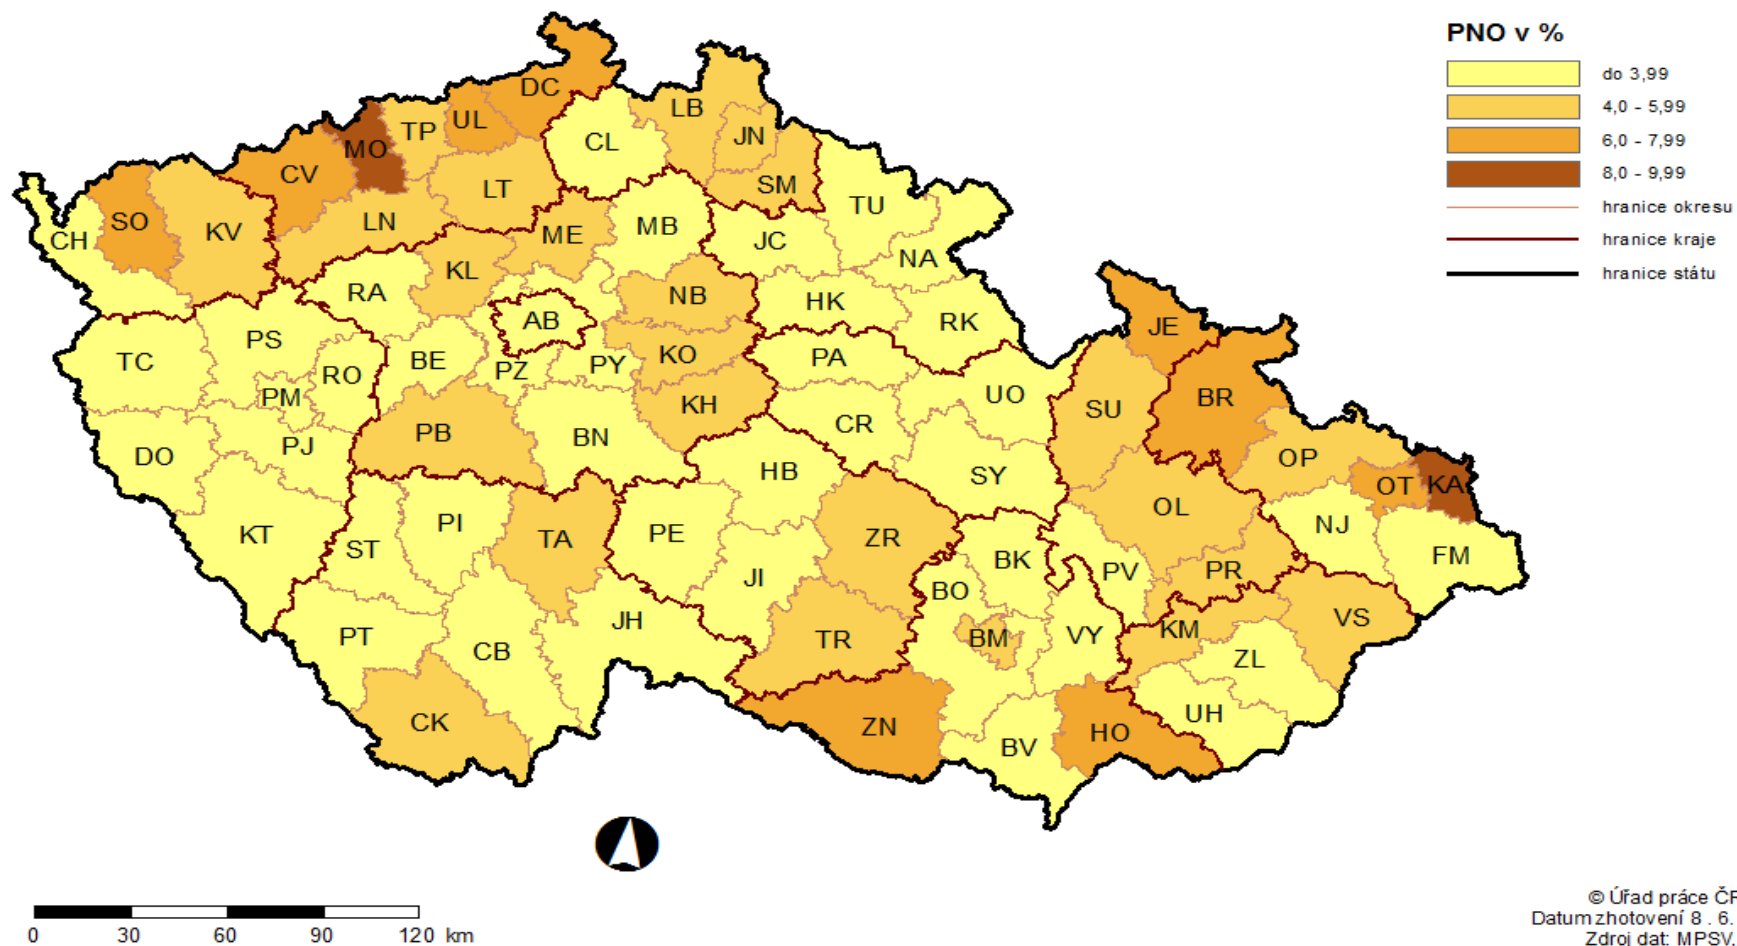 PNO v %
do 3,99
4,0 - 5,99
6,0 - 7,99
8,0 - 9,99
hranice okresu
hranice kraje
hranice státu
DC
LB
UL
TP
JN
CL
MO
CV
LT
SM
TU
SO
KV
LN
ME
MB
JC
CH
KL
NA
RA
NB
HK
AB
RK
JE
PS
TC
BE
PZ
PY
KO
PA
RO
PM
UO
BR
KH
SU
CR
PB
BN
PJ
DO
HB
SY
OP
OT
KA
OL
KT
PI
ST
TA
PE
ZR
NJ
FM
BK
JI
BO
PV
PR
PT
JH
TR
BM
VY
KM
VS
CB
ZL
CK
ZN
BV
HO
UH
0 30 60 90 120 km
© Úřad práce ČR
Datum zhotovení 8 . 6.
Zdroj dat: MPSV,